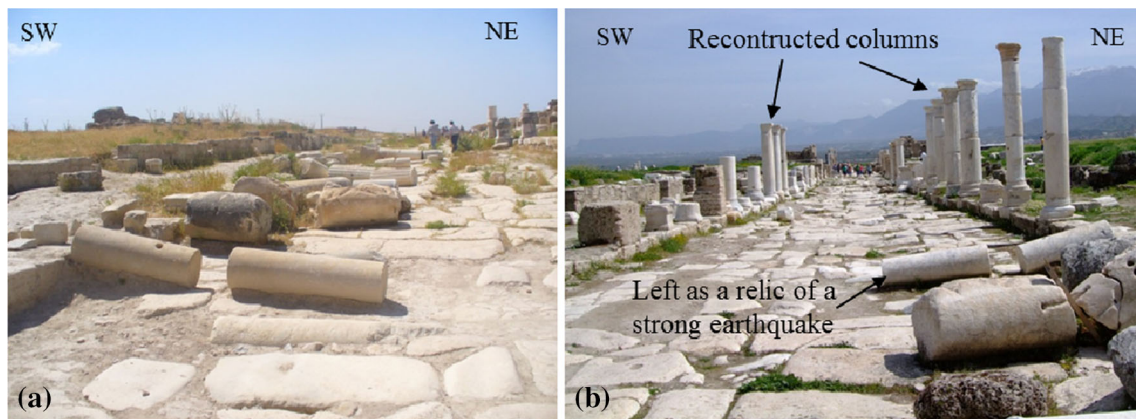 SW
NE
(a)
SW
Recontructed columns
NE
Left as a relic of a
strong earthquake
(b)